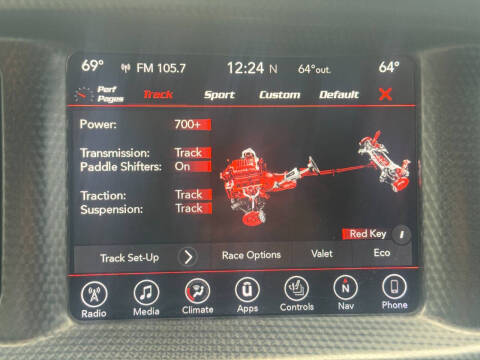 69° FM 105.7 12:24 N 64° out. 64°
Perf Pages Track Sport Custom Default
Power: 700+
Transmission: Track
Paddle Shifters: On
Traction: Track
Suspension: Track
Red Key i
Track Set-Up Race Options Valet Eco
N
Radio Media Climate Apps Controls Nav Phone